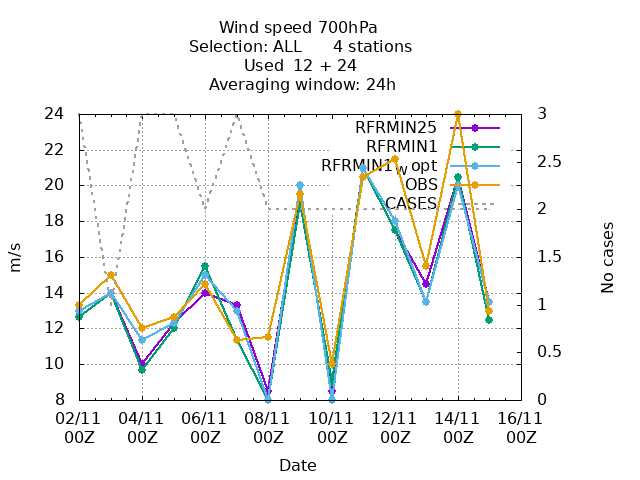 Wind speed 700hPa
Selection: ALL 4 stations
Used 12 + 24
Averaging window: 24h
24
22
20
18
16
14
12
10
8
m/s
3
2.5
2
1.5
1
0.5
0
No cases
RFRMIN25
RFRMIN1
RFRMIN1w opt
OBS
CASES
02/11 04/11 06/11 08/11 10/11 12/11 14/11 16/11
00Z 00Z 00Z 00Z 00Z 00Z 00Z 00Z
Date